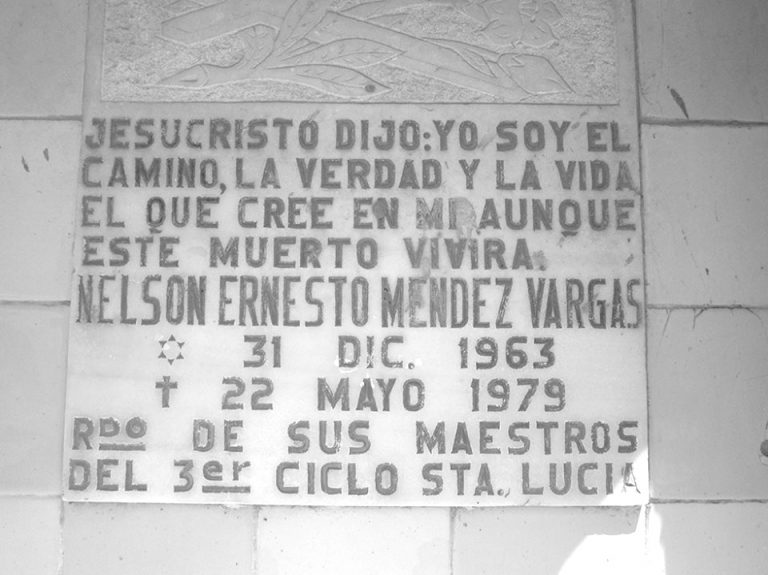 JESUCRISTO DIJO: YO SOY EL
CAMINO, LA VERDAD Y LA VIDA
EL QUE CREE EN MI AUNQUE
ESTE MUERTO VIVIRA.
NELSON ERNESTO MENDEZ VARGAS
✡ 31 DIC. 1963
✝ 22 MAYO 1979
Rdo DE SUS MAESTROS
DEL 3er CICLO STA. LUCIA